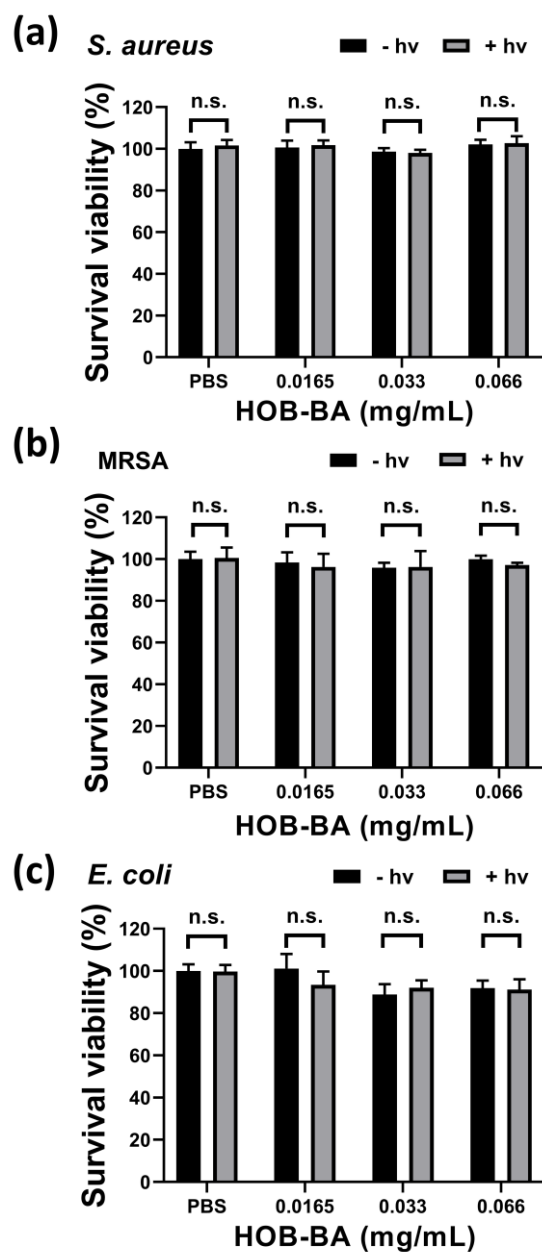 (a) S. aureus
- hv + hv
Survival viability (%)
120
100
80
60
40
20
0
n.s. n.s. n.s. n.s.
PBS 0.0165 0.033 0.066
HOB-BA (mg/mL)
(b) MRSA
- hv + hv
Survival viability (%)
120
100
80
60
40
20
0
n.s. n.s. n.s. n.s.
PBS 0.0165 0.033 0.066
HOB-BA (mg/mL)
(c) E. coli
- hv + hv
Survival viability (%)
120
100
80
60
40
20
0
n.s. n.s. n.s. n.s.
PBS 0.0165 0.033 0.066
HOB-BA (mg/mL)